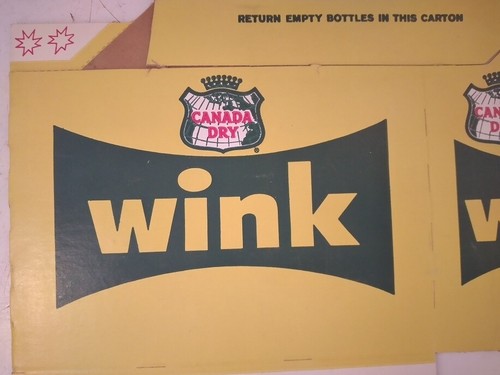 RETURN EMPTY BOTTLES IN THIS CARTON
CANADA
DRY
®
wink